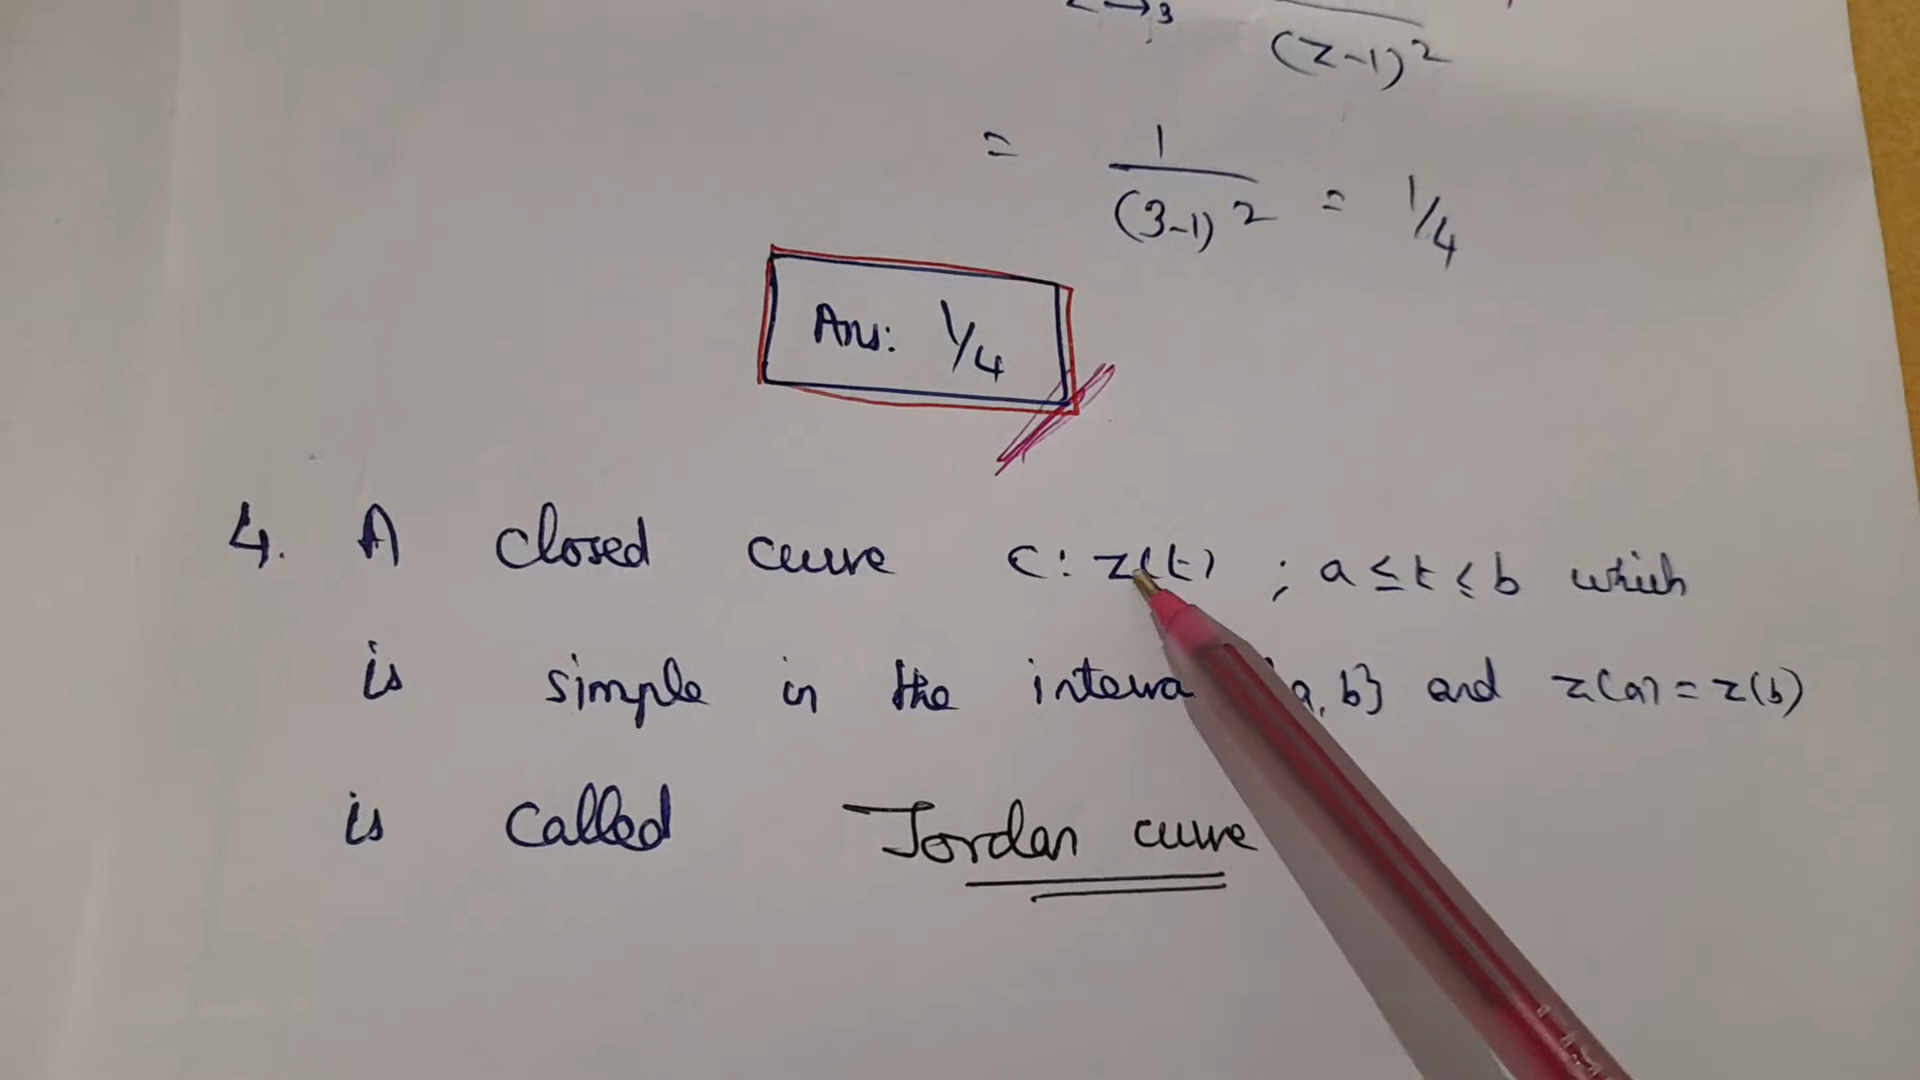 (z-1)²
= 1/(3-1)² = 1/4
Ans: 1/4
4. A closed curve C: z(t) ; a ≤ t ≤ b which
is simple in the interva a, b} and z(a) = z(b)
is called Jordan curve